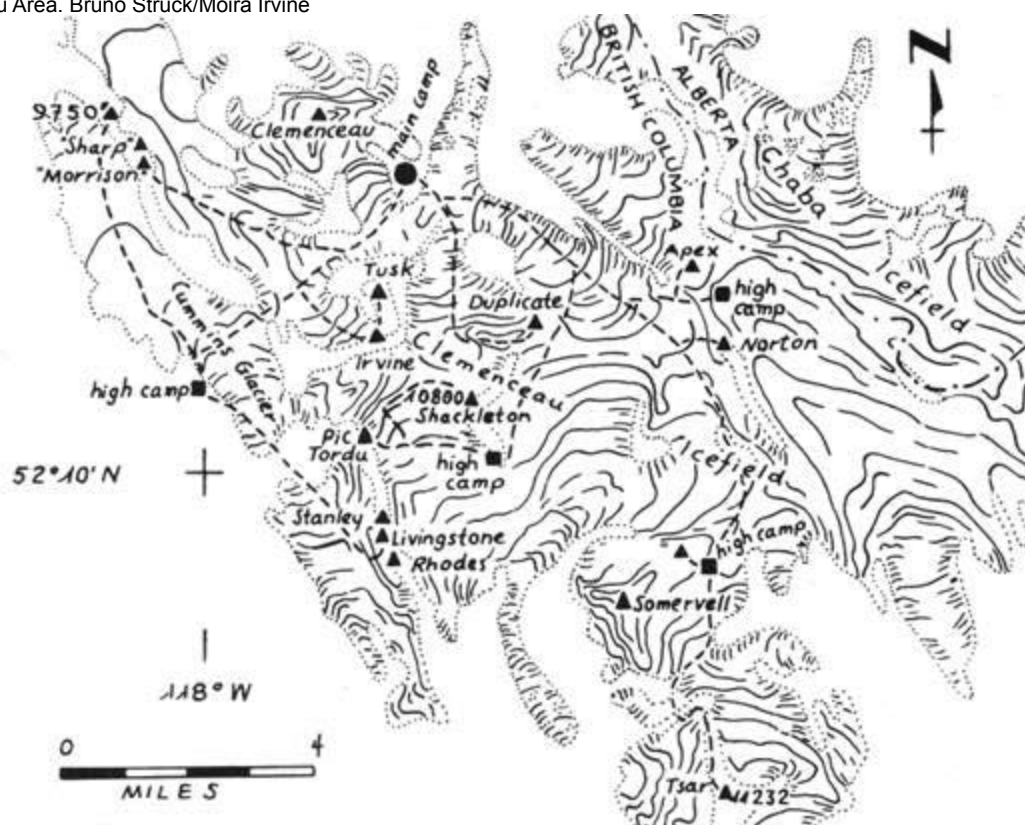 u Area. Bruno Struck/Moira Irvine
N
BRITISH COLUMBIA
ALBERTA
9750
Clemenceau
main camp
"Sharp"
"Morrison"
Chaba
Icefield
Apex
high
camp
Tusk
Duplicate
Norton
Irvine
Clemenceau
Icefield
Cummins Glacier
high camp
10800
Shackleton
Pic
Tordu
high
camp
52°10' N
Stanley
Livingstone
Rhodes
high camp
Somervell
118° W
0 4
MILES
Tsar 11232